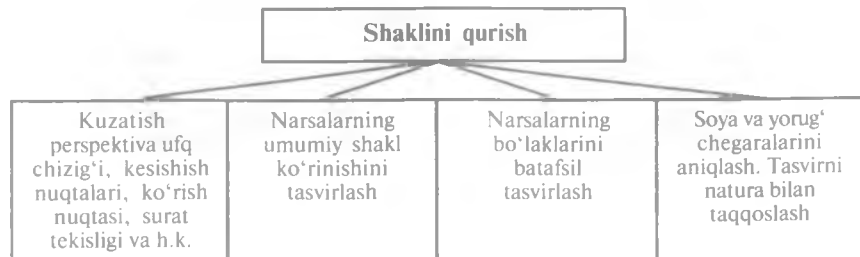 Shaklini qurish
Kuzatish
perspektiva ufq
chizig‘i, kesishish
nuqtalari, ko‘rish
nuqtasi, surat
tekisligi va h.k.
Narsalarning
umumiy shakl
ko‘rinishini
tasvirlash
Narsalarning
bo‘laklarini
batafsil
tasvirlash
Soya va yorug‘
chegaralarini
aniqlash. Tasvirni
natura bilan
taqqoslash